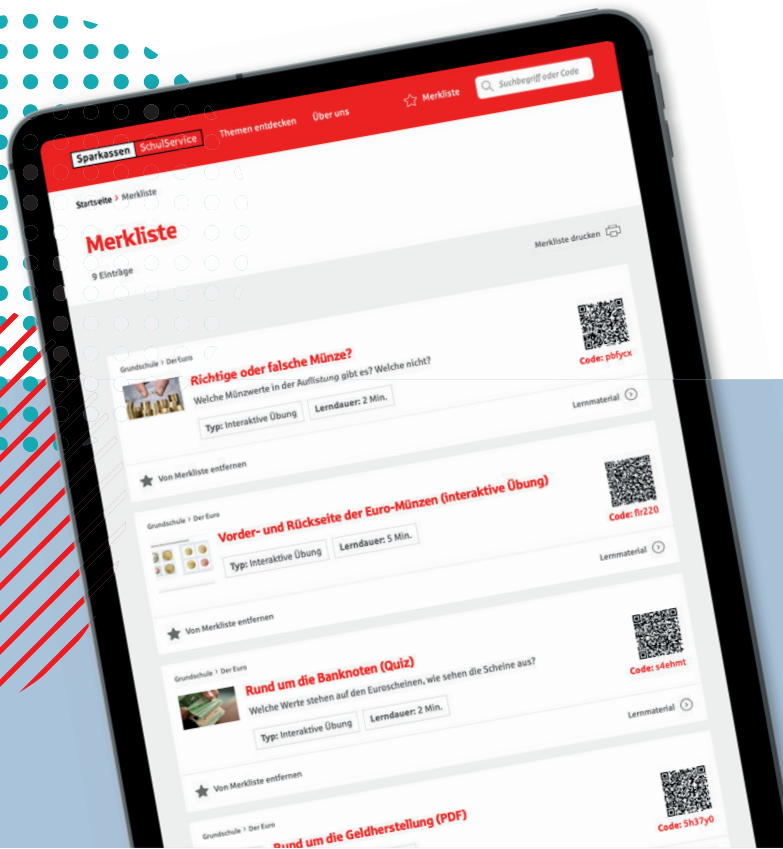 Sparkassen SchulService
Themen entdecken
Über uns
Merkliste
Suchbegriff oder Code
Startseite > Merkliste
Merkliste
9 Einträge
Merkliste drucken
Grundschule > Der Euro
Richtige oder falsche Münze?
Welche Münzwerte in der Auflistung gibt es? Welche nicht?
Typ: Interaktive Übung
Lerndauer: 2 Min.
Code: pbfycx
Lernmaterial
Von Merkliste entfernen
Grundschule > Der Euro
Vorder- und Rückseite der Euro-Münzen (interaktive Übung)
Typ: Interaktive Übung
Lerndauer: 5 Min.
Code: flr220
Lernmaterial
Von Merkliste entfernen
Grundschule > Der Euro
Rund um die Banknoten (Quiz)
Welche Werte stehen auf den Euroscheinen, wie sehen die Scheine aus?
Typ: Interaktive Übung
Lerndauer: 2 Min.
Code: s4ehmt
Lernmaterial
Von Merkliste entfernen
Grundschule > Der Euro
Rund um die Geldherstellung (PDF)
Code: 5h37y0